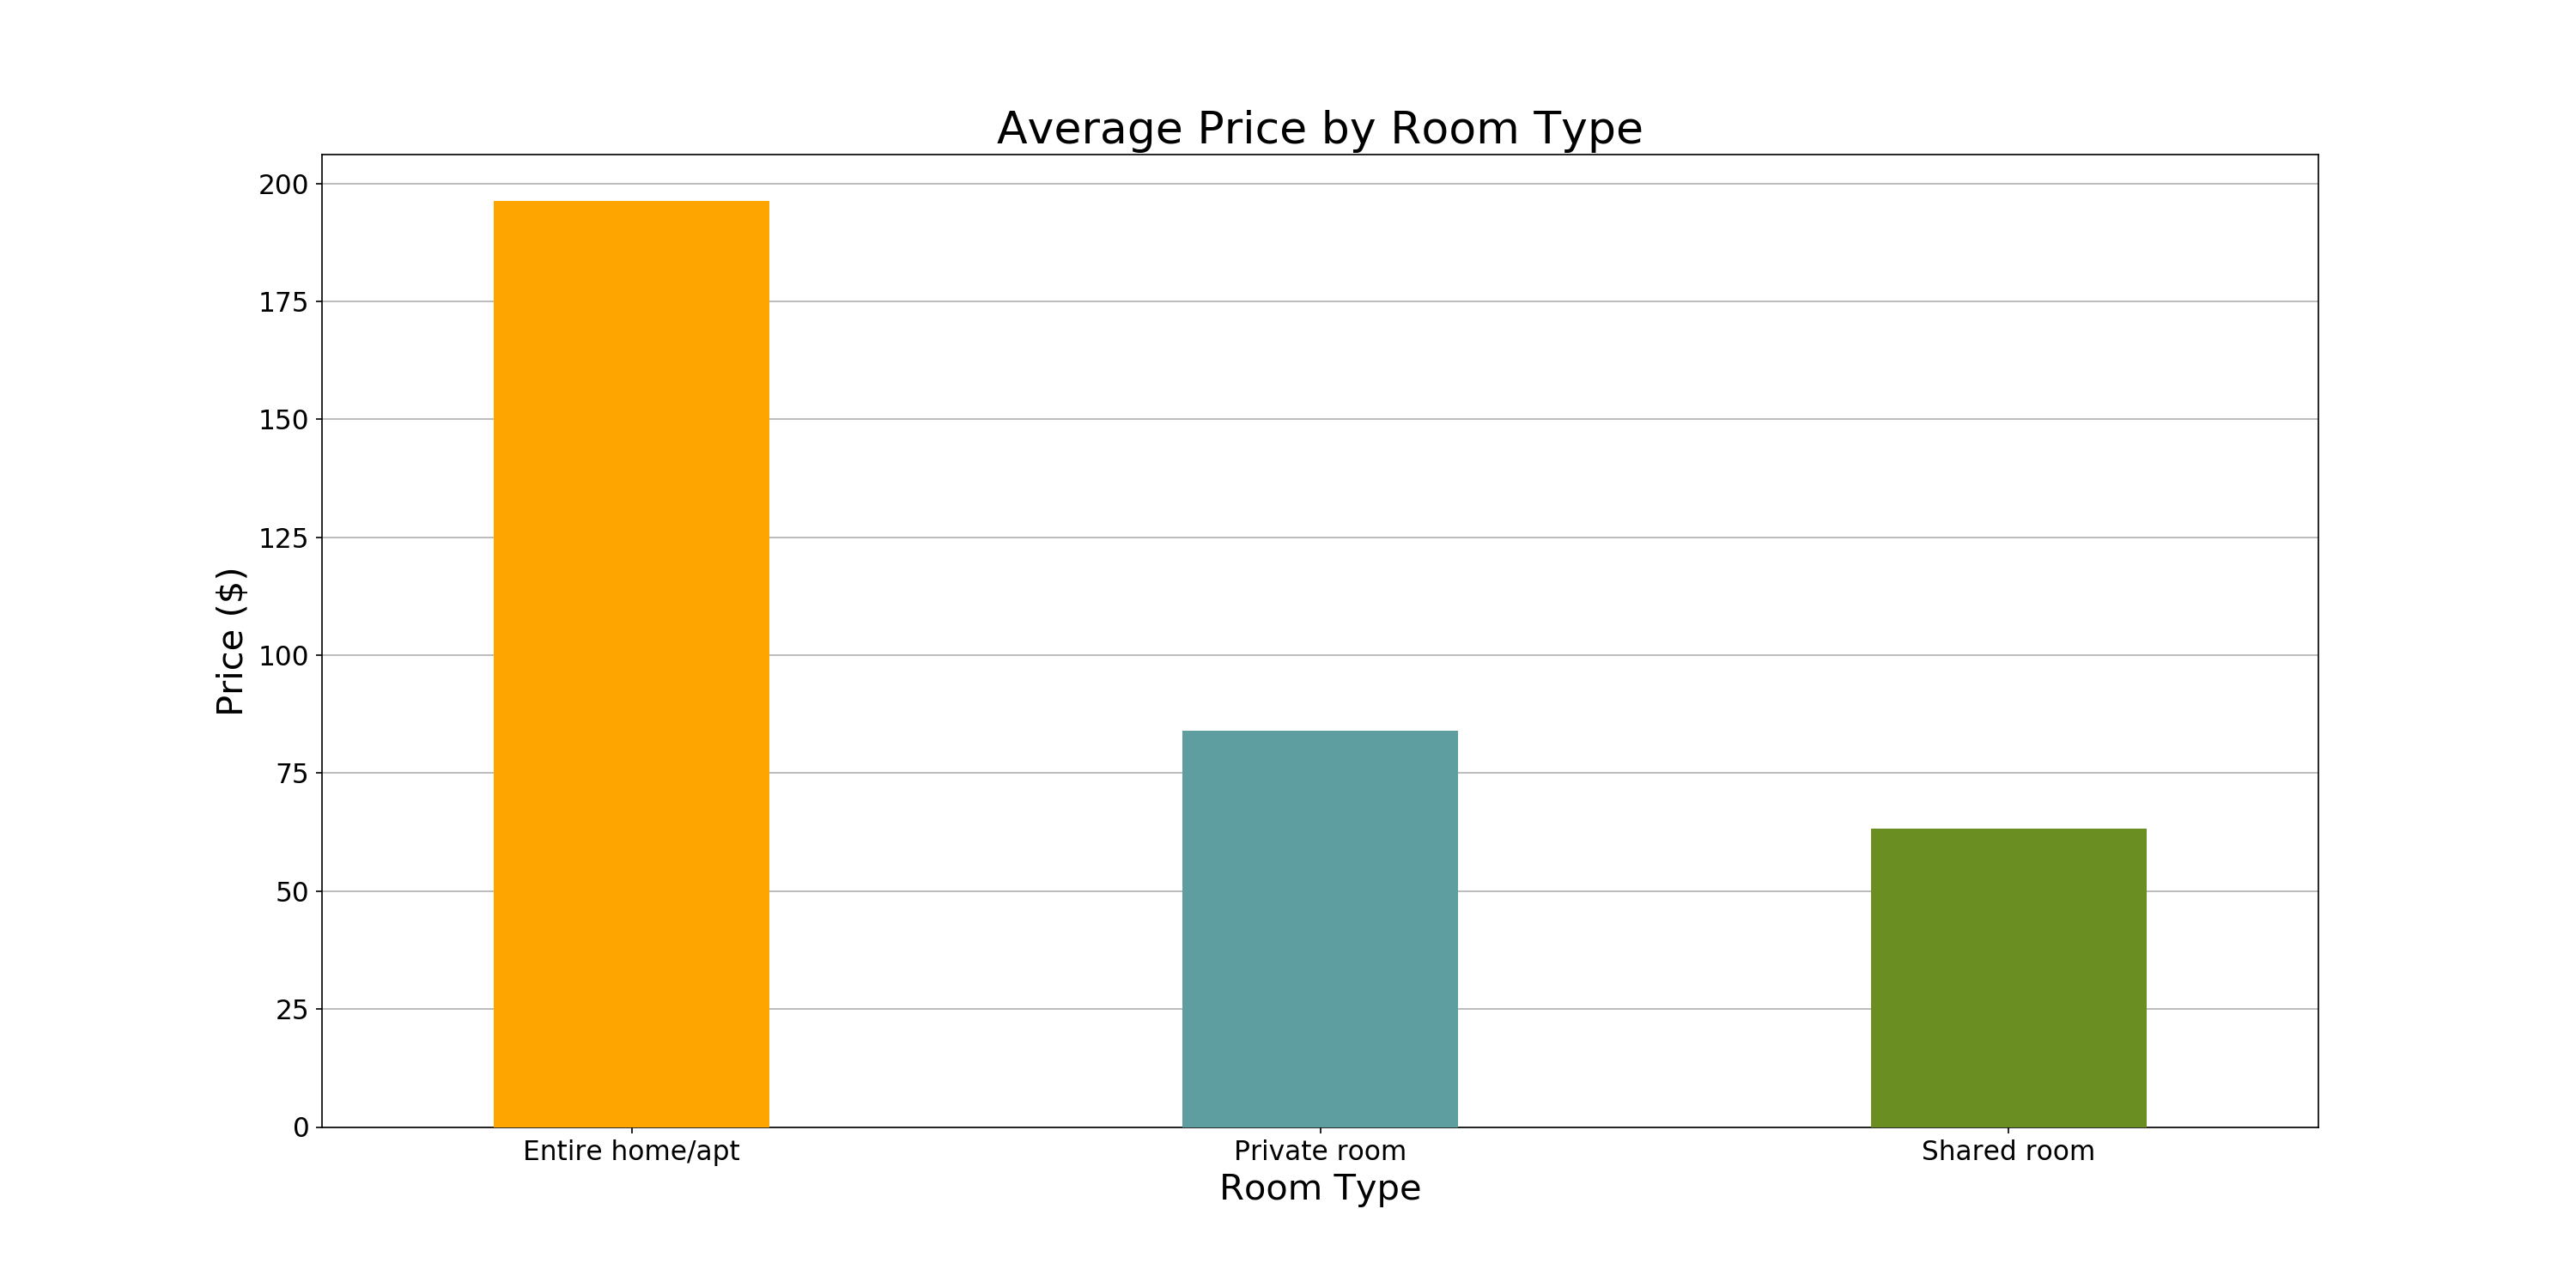 Average Price by Room Type
Price ($)
200
175
150
125
100
75
50
25
0
Entire home/apt
Private room
Shared room
Room Type